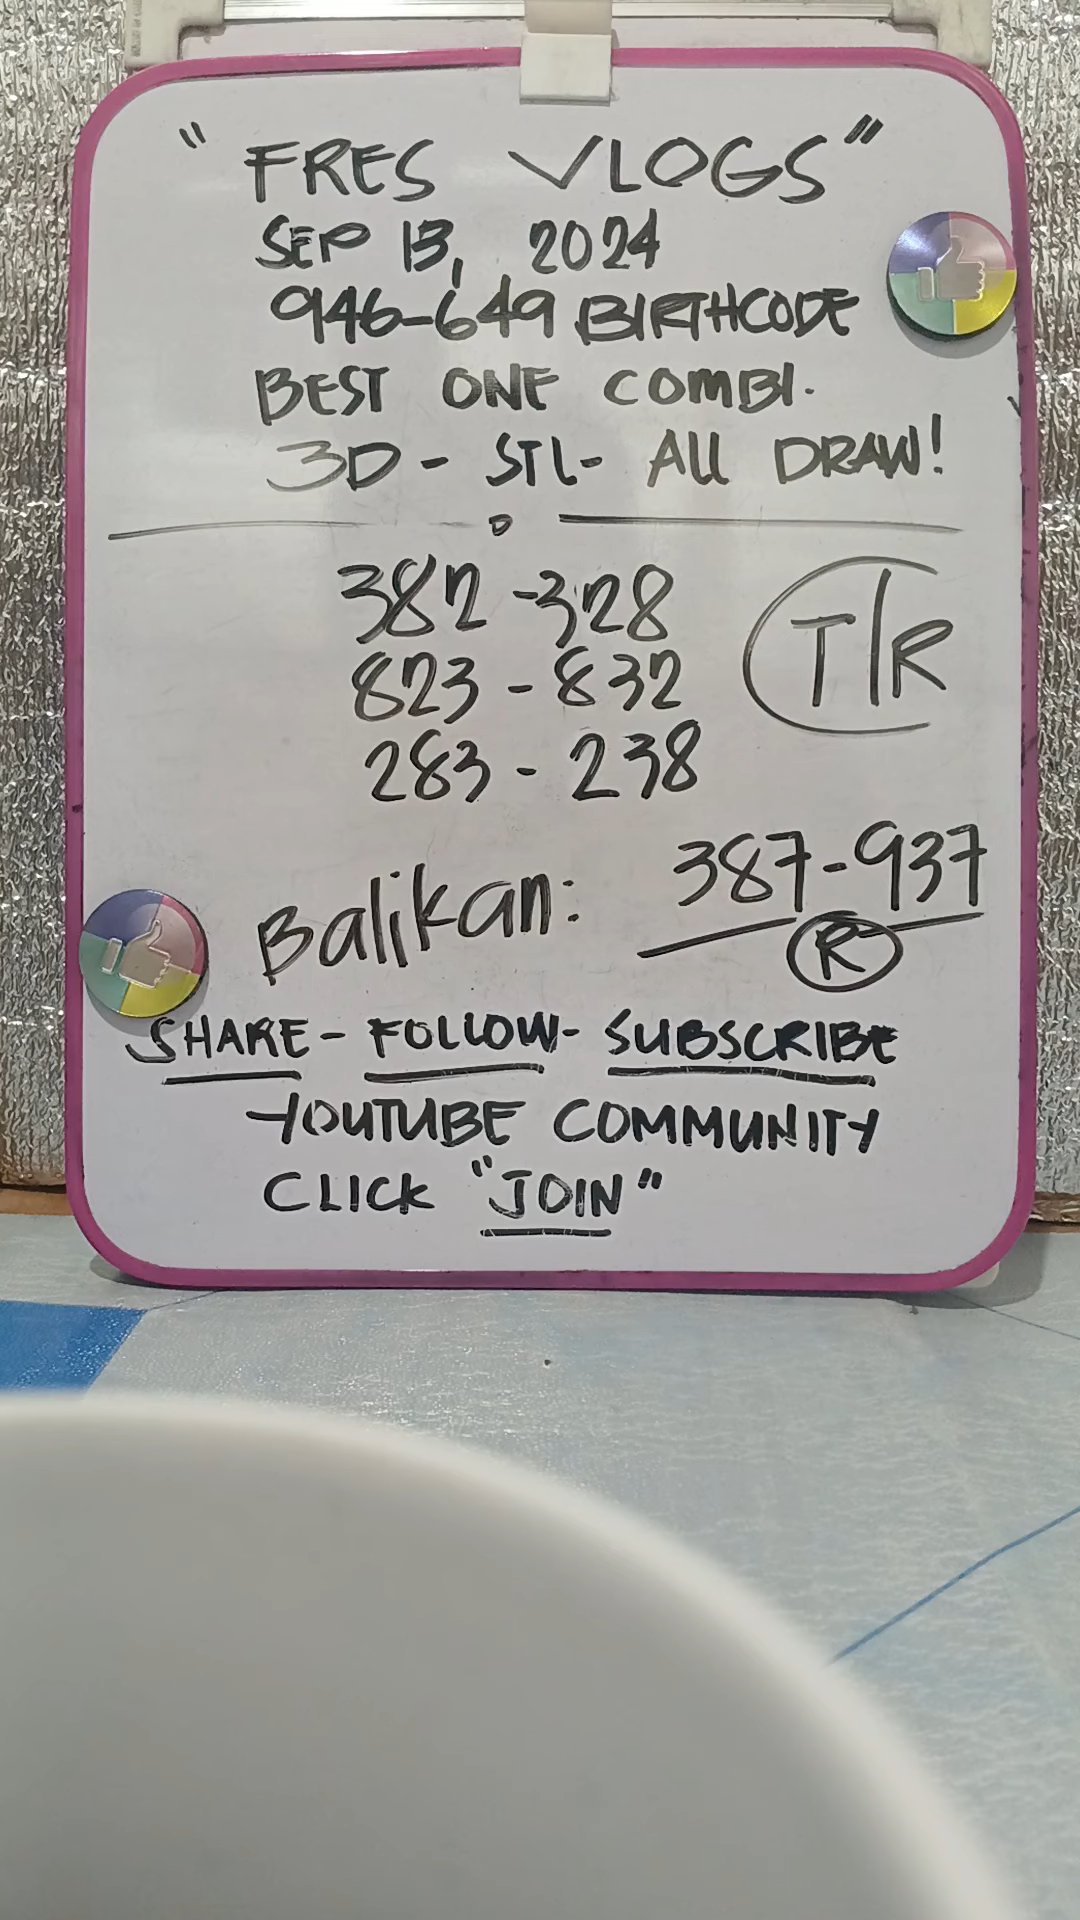 "FRES VLOGS"
SEP 13, 2024
946-649 BIRTHCODE
BEST ONE COMBI.
3D - STL - ALL DRAW!
382 - 328
823 - 832
283 - 238
T/R
Balikan: 387-937
R
SHARE - FOLLOW - SUBSCRIBE
YOUTUBE COMMUNITY
CLICK "JOIN"